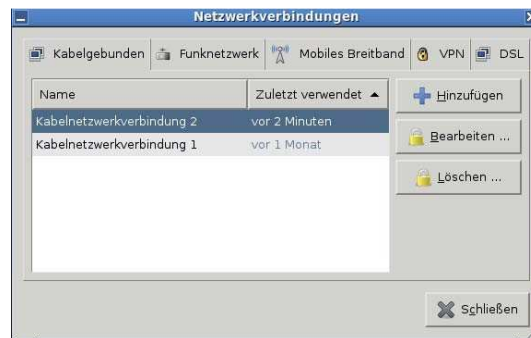 Netzwerkverbindungen
Kabelgebunden Funknetzwerk Mobiles Breitband VPN DSL
Name Zuletzt verwendet
Kabelnetzwerkverbindung 2 vor 2 Minuten
Kabelnetzwerkverbindung 1 vor 1 Monat
Hinzufügen
Bearbeiten ...
Löschen ...
Schließen